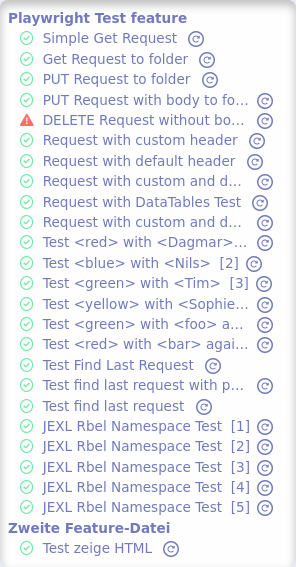 Playwright Test feature
Simple Get Request
Get Request to folder
PUT Request to folder
PUT Request with body to fo...
DELETE Request without bo...
Request with custom header
Request with default header
Request with custom and d...
Request with DataTables Test
Request with custom and d...
Test <red> with <Dagmar>...
Test <blue> with <Nils> [2]
Test <green> with <Tim> [3]
Test <yellow> with <Sophie...
Test <green> with <foo> a...
Test <red> with <bar> agai...
Test Find Last Request
Test find last request with p...
Test find last request
JEXL Rbel Namespace Test [1]
JEXL Rbel Namespace Test [2]
JEXL Rbel Namespace Test [3]
JEXL Rbel Namespace Test [4]
JEXL Rbel Namespace Test [5]
Zweite Feature-Datei
Test zeige HTML